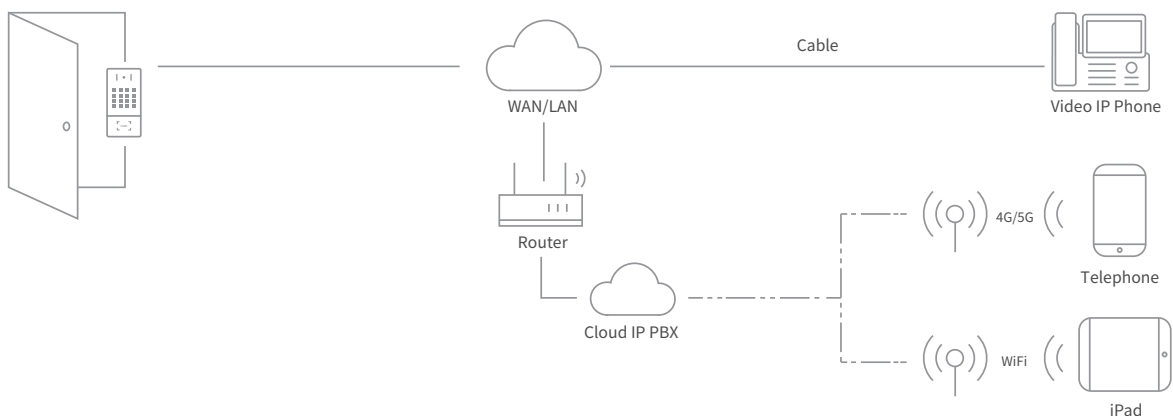 Cable
WAN/LAN
Video IP Phone
Router
4G/5G
Telephone
Cloud IP PBX
WiFi
iPad